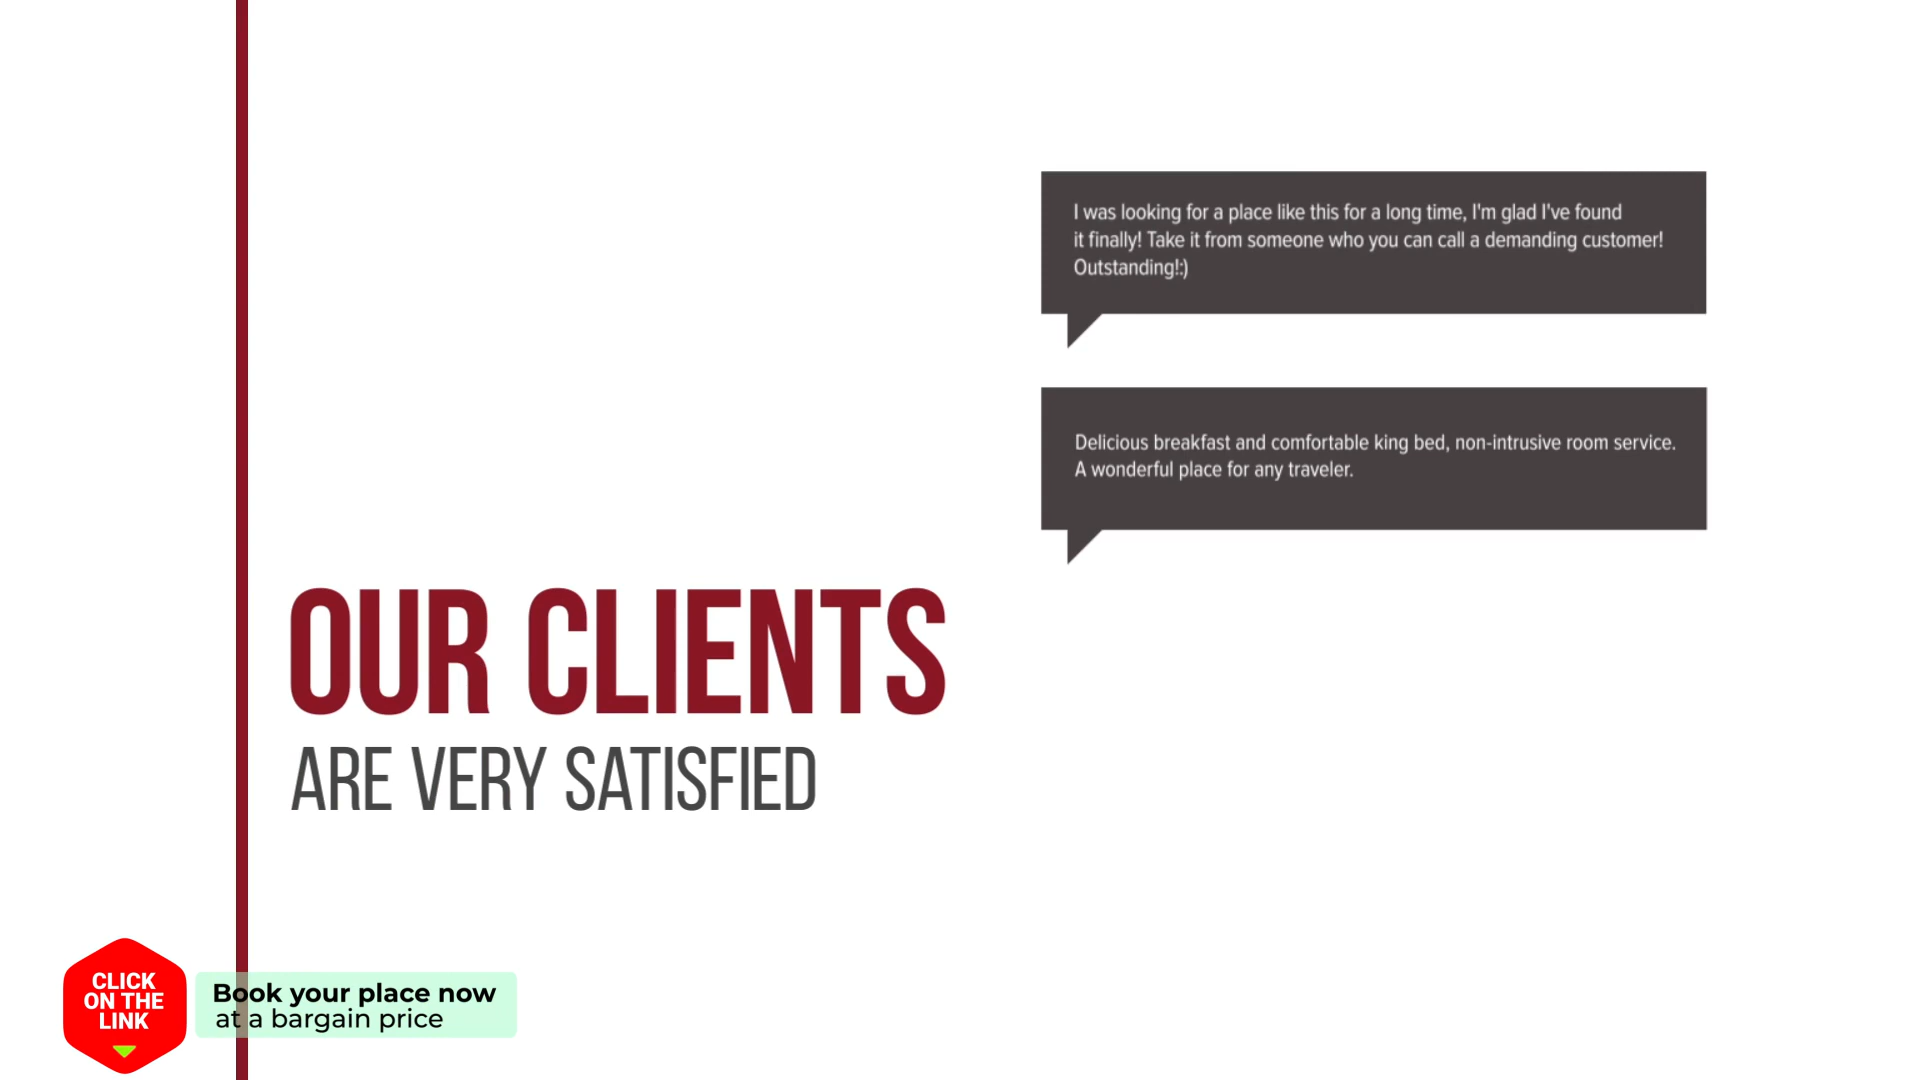 I was looking for a place like this for a long time, I'm glad I've found
it finally! Take it from someone who you can call a demanding customer!
Outstanding!:)
Delicious breakfast and comfortable king bed, non-intrusive room service.
A wonderful place for any traveler.
OUR CLIENTS
ARE VERY SATISFIED
CLICK
ON THE
LINK
Book your place now
at a bargain price